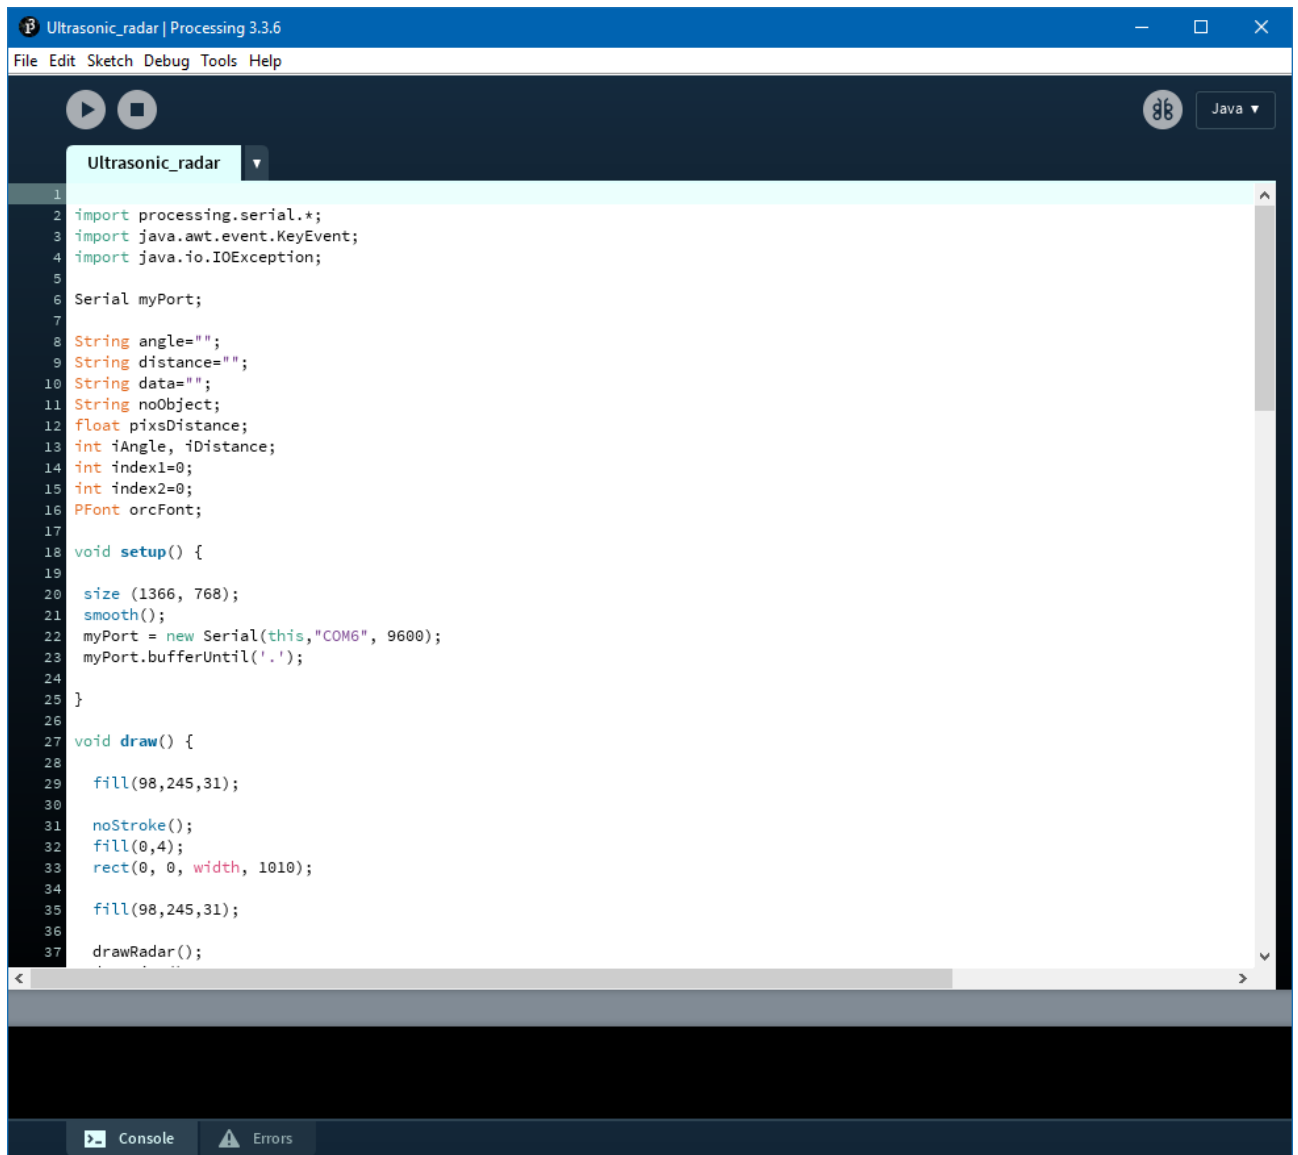 Ultrasonic_radar | Processing 3.3.6
File Edit Sketch Debug Tools Help
Java ▼
Ultrasonic_radar ▼
1
2 import processing.serial.*;
3 import java.awt.event.KeyEvent;
4 import java.io.IOException;
5
6 Serial myPort;
7
8 String angle="";
9 String distance="";
10 String data="";
11 String noObject;
12 float pixsDistance;
13 int iAngle, iDistance;
14 int index1=0;
15 int index2=0;
16 PFont orcFont;
17
18 void setup() {
19
20 size (1366, 768);
21 smooth();
22 myPort = new Serial(this,"COM6", 9600);
23 myPort.bufferUntil('.');
24
25 }
26
27 void draw() {
28
29 fill(98,245,31);
30
31 noStroke();
32 fill(0,4);
33 rect(0, 0, width, 1010);
34
35 fill(98,245,31);
36
37 drawRadar();
Console Errors